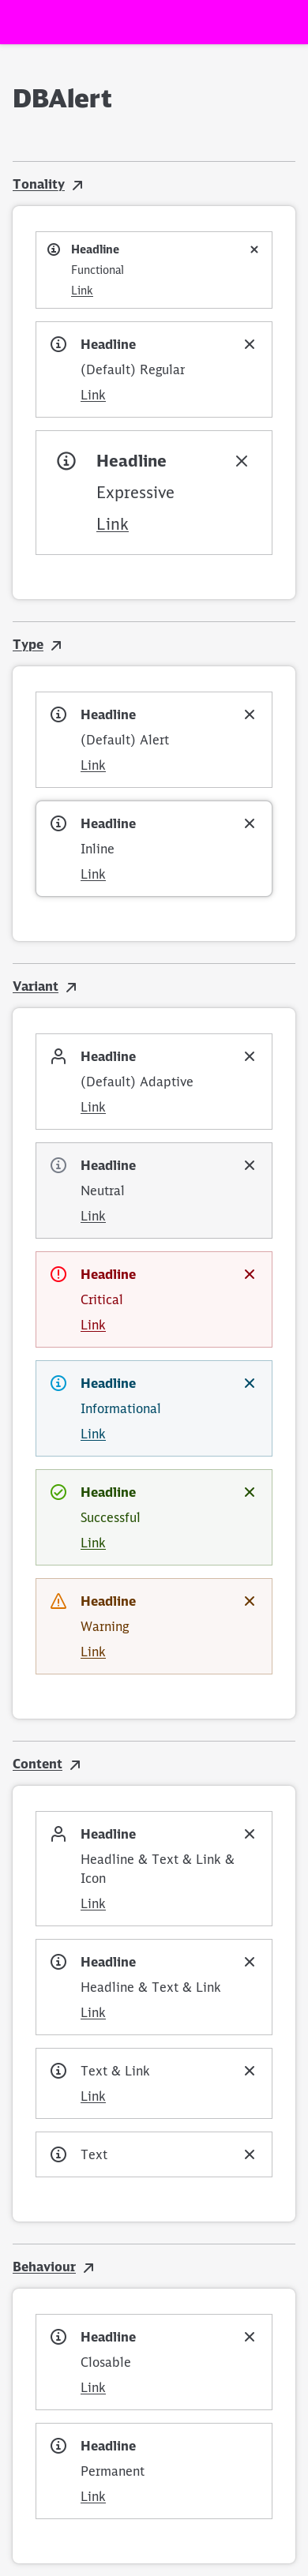 DBAlert
Tonality
Headline
Functional
Link
Headline
(Default) Regular
Link
Headline
Expressive
Link
Type
Headline
(Default) Alert
Link
Headline
Inline
Link
Variant
Headline
(Default) Adaptive
Link
Headline
Neutral
Link
Headline
Critical
Link
Headline
Informational
Link
Headline
Successful
Link
Headline
Warning
Link
Content
Headline
Headline & Text & Link &
Icon
Link
Headline
Headline & Text & Link
Link
Text & Link
Link
Text
Behaviour
Headline
Closable
Link
Headline
Permanent
Link